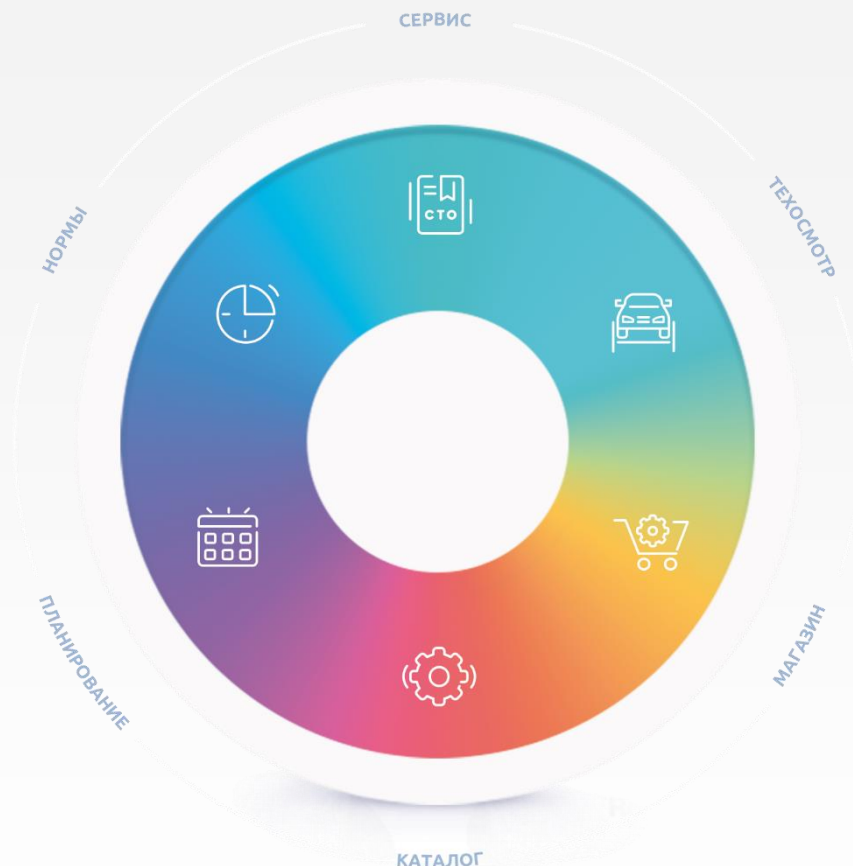 СЕРВИС
ТЕХОСМОТР
МАГАЗИН
КАТАЛОГ
ПЛАНИРОВАНИЕ
НОРМЫ
СТО